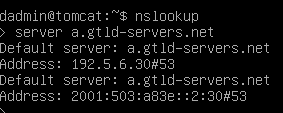 dadmin@tomcat:~$ nslookup
> server a.gtld-servers.net
Default server: a.gtld-servers.net
Address: 192.5.6.30#53
Default server: a.gtld-servers.net
Address: 2001:503:a83e::2:30#53
>